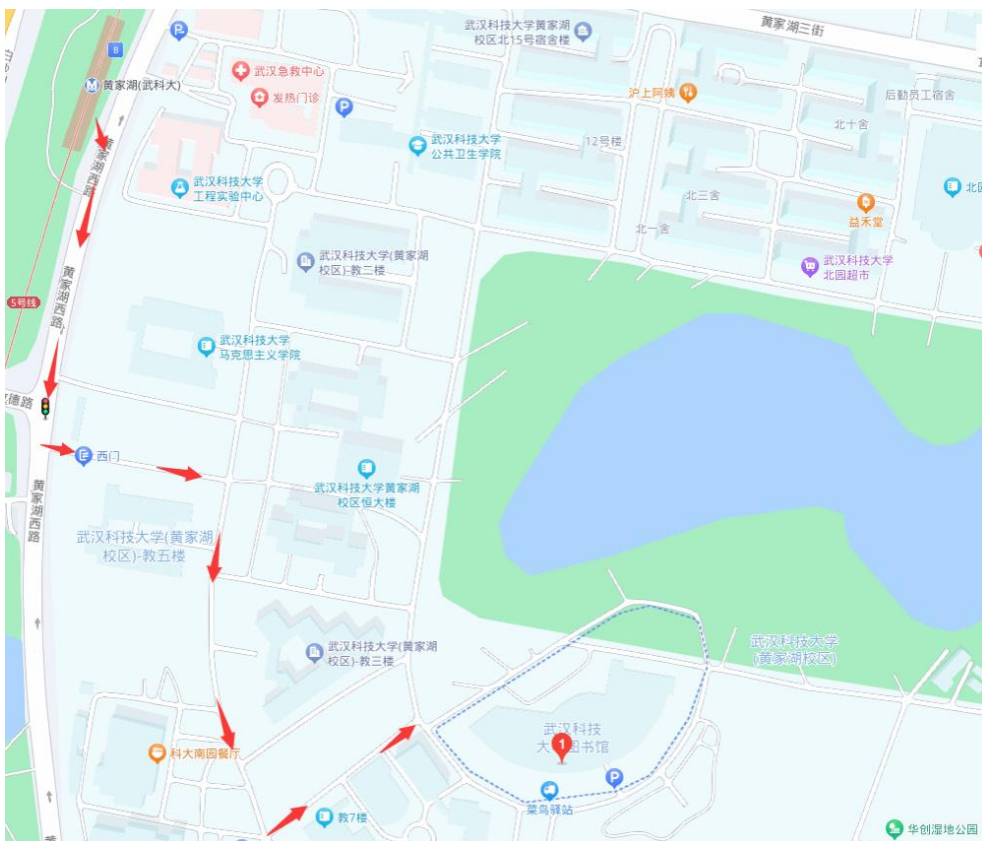 黄家湖三街
武汉科技大学黄家湖
校区北15号宿舍楼
8
黄家湖(武科大)
武汉急救中心
发热门诊
P
沪上阿姨
后勤员工宿舍
北十舍
12号楼
武汉科技大学
公共卫生学院
黄家湖西路
武汉科技大学
工程实验中心
北三舍
北一舍
益禾堂
武汉科技大学(黄家湖
校区)-教二楼
武汉科技大学
北园超市
黄家湖西路
5号线
武汉科技大学
马克思主义学院
德路
西门
武汉科技大学黄家湖
校区恒大楼
黄家湖西路
武汉科技大学(黄家湖
校区)-教五楼
武汉科技大学(黄家湖
校区)-教三楼
武汉科技大学
(黄家湖校区)
科大南园餐厅
武汉科技
大 图书馆
1
P
菜鸟驿站
教7楼
华创湿地公园